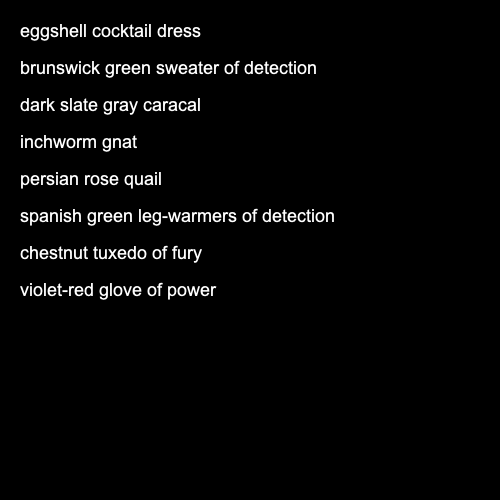 eggshell cocktail dress
brunswick green sweater of detection
dark slate gray caracal
inchworm gnat
persian rose quail
spanish green leg-warmers of detection
chestnut tuxedo of fury
violet-red glove of power